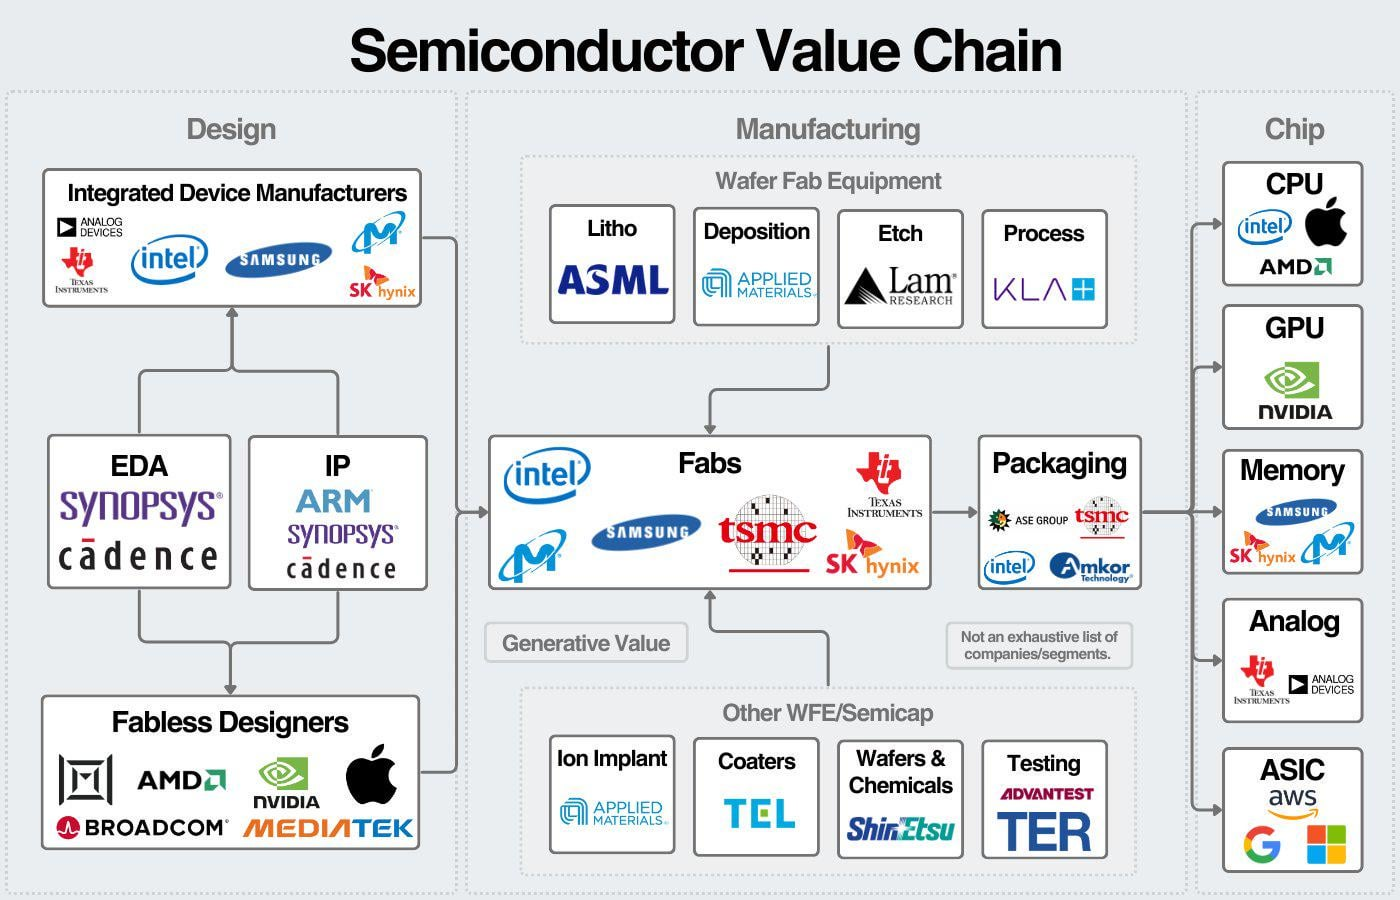 Semiconductor Value Chain
Design
Integrated Device Manufacturers
ANALOG
DEVICES
TEXAS
INSTRUMENTS
intel
SAMSUNG
M
SK hynix
EDA
SYNOPSYS®
cādence
IP
ARM
SYNOPSYS®
cādence
Fabless Designers
M
AMD
NVIDIA
BROADCOM®
MEDIATEK
Manufacturing
Wafer Fab Equipment
Litho
ASML
Deposition
APPLIED
MATERIALS®
Etch
Lam®
RESEARCH
Process
KLA+
Fabs
intel
M
SAMSUNG
tsmc
TEXAS
INSTRUMENTS
SK hynix
Packaging
ASE GROUP
tsmc
intel
Amkor
Technology®
Generative Value
Not an exhaustive list of
companies/segments.
Other WFE/Semicap
Ion Implant
APPLIED
MATERIALS®
Coaters
TEL
Wafers &
Chemicals
ShinEtsu
Testing
ADVANTEST
TER
Chip
CPU
intel
AMD
GPU
NVIDIA
Memory
SAMSUNG
SK hynix
M
Analog
TEXAS
INSTRUMENTS
ANALOG
DEVICES
ASIC
aws
G